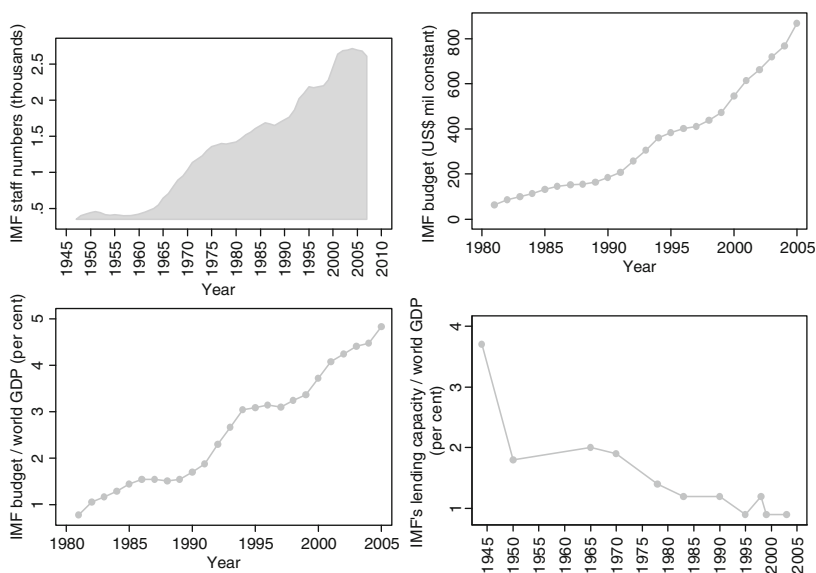 IMF staff numbers (thousands)
2.5
2
1.5
1
.5
1945 1950 1955 1960 1965 1970 1975 1980 1985 1990 1995 2000 2005 2010
Year
IMF budget (US$ mil constant)
800
600
400
200
0
1980 1985 1990 1995 2000 2005
Year
IMF budget / world GDP (per cent)
5
4
3
2
1
1980 1985 1990 1995 2000 2005
Year
IMF's lending capacity / world GDP
(per cent)
4
3
2
1
1945 1950 1955 1960 1965 1970 1975 1980 1985 1990 1995 2000 2005